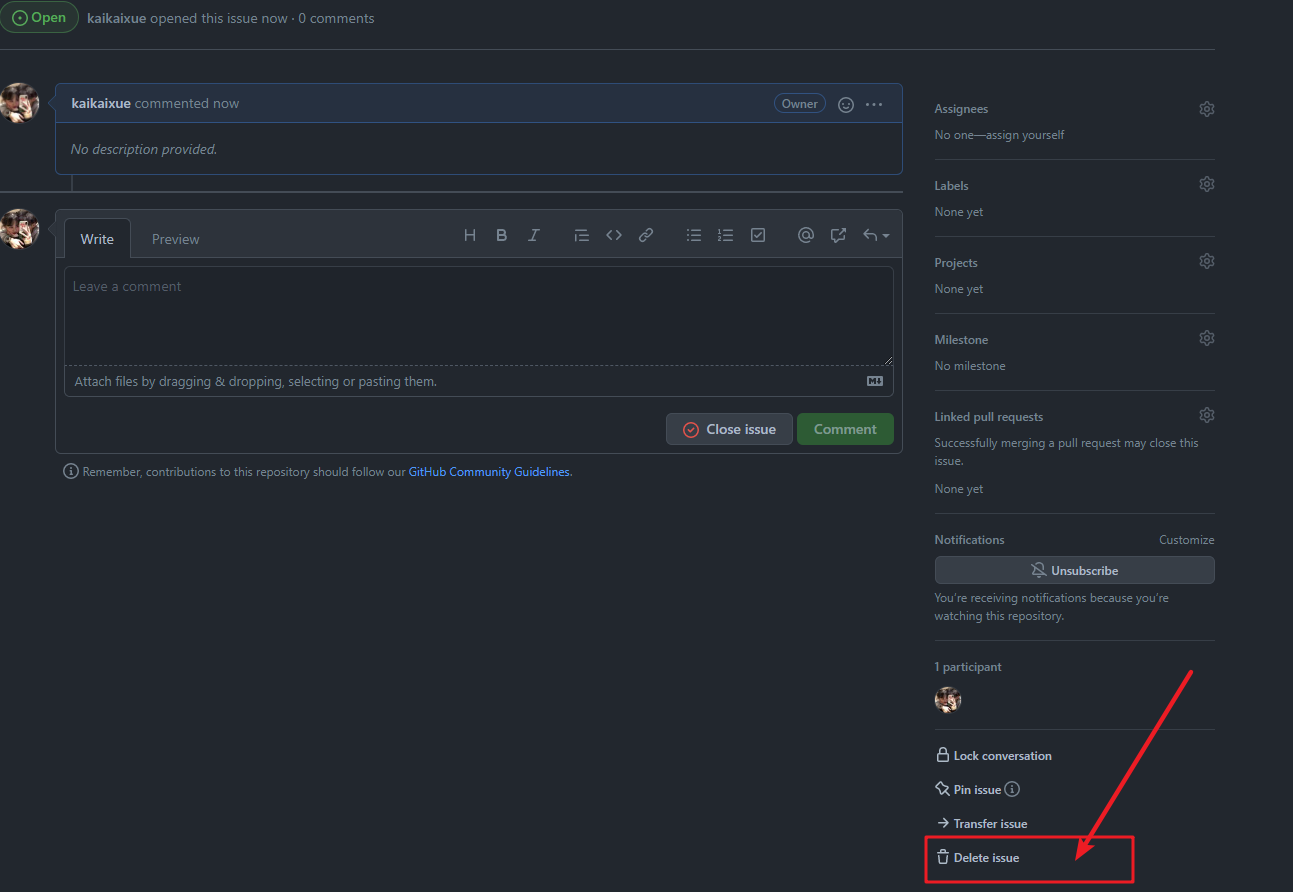 Open kaikaixue opened this issue now · 0 comments
kaikaixue commented now Owner
No description provided.
Write Preview
Leave a comment
Attach files by dragging & dropping, selecting or pasting them.
Close issue Comment
Remember, contributions to this repository should follow our GitHub Community Guidelines.
Assignees
No one—assign yourself
Labels
None yet
Projects
None yet
Milestone
No milestone
Linked pull requests
Successfully merging a pull request may close this
issue.
None yet
Notifications Customize
Unsubscribe
You're receiving notifications because you're
watching this repository.
1 participant
Lock conversation
Pin issue
Transfer issue
Delete issue